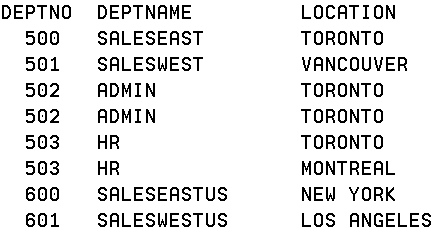 DEPTNO DEPTNAME LOCATION
500 SALESEAST TORONTO
501 SALESWEST VANCOUVER
502 ADMIN TORONTO
502 ADMIN TORONTO
503 HR TORONTO
503 HR MONTREAL
600 SALESEASTUS NEW YORK
601 SALESWESTUS LOS ANGELES